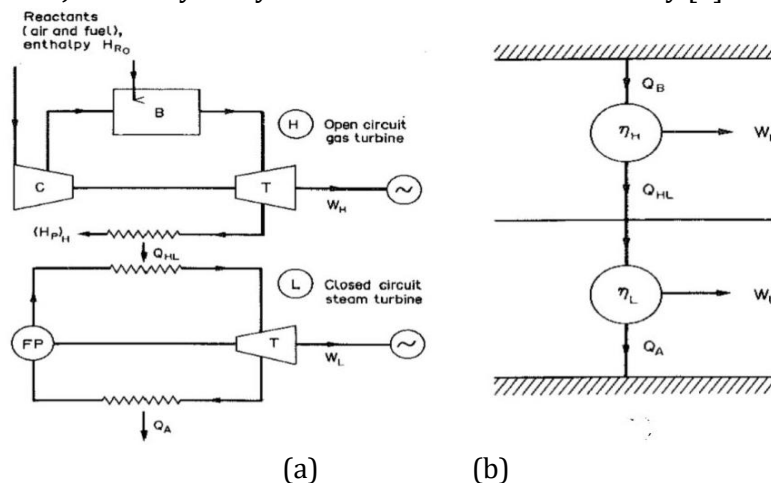 Reactants
(air and fuel),
enthalpy H_R₀
B
H
Open circuit
gas turbine
C
T
W_H
~
(H_P)_H
Q_HL
L
Closed circuit
steam turbine
FP
T
W_L
~
Q_A
Q_B
η_H
W
Q_HL
η_L
W
Q_A
(a)
(b)